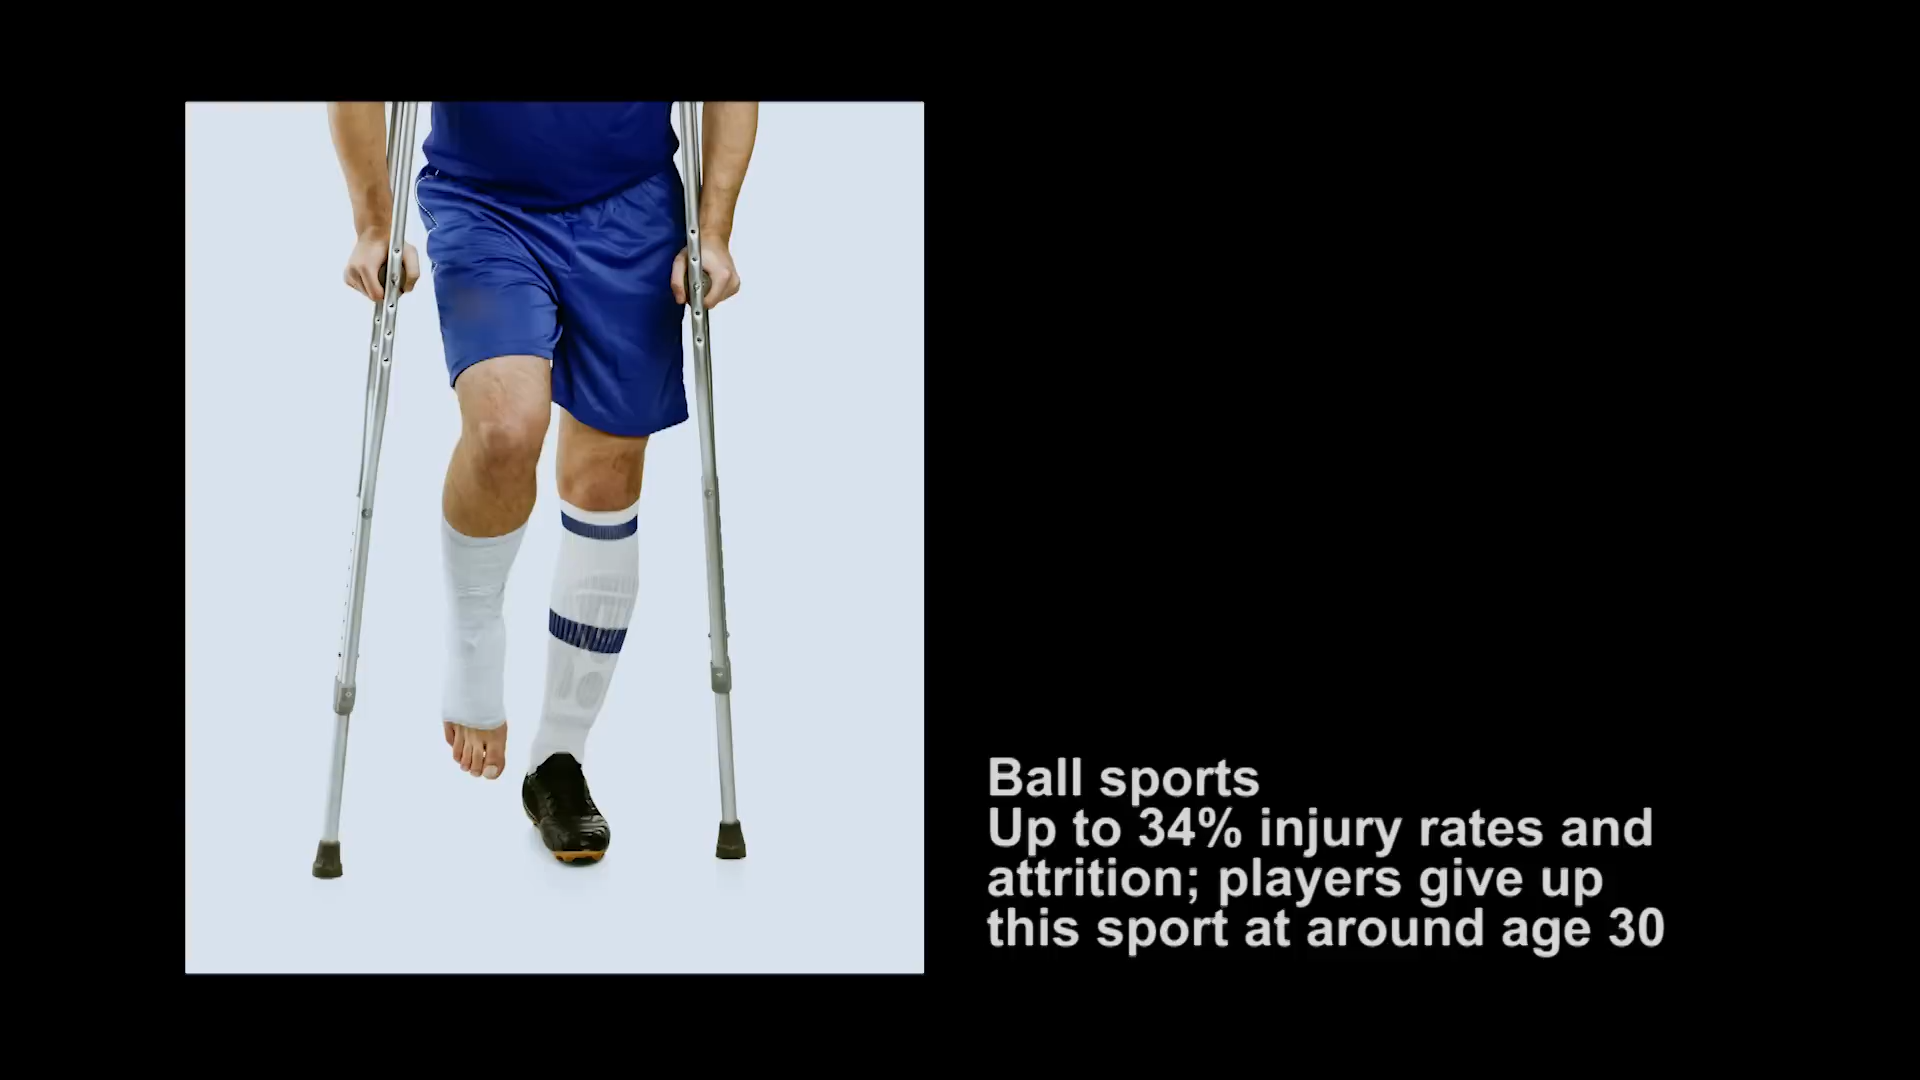 Ball sports
Up to 34% injury rates and
attrition; players give up
this sport at around age 30